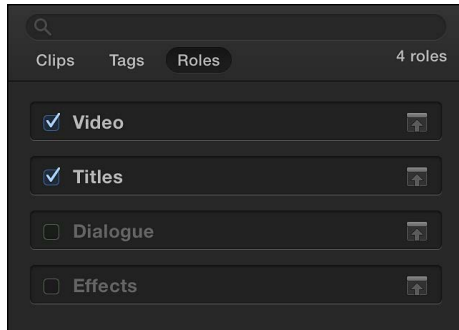 Clips Tags Roles 4 roles
Video
Titles
Dialogue
Effects